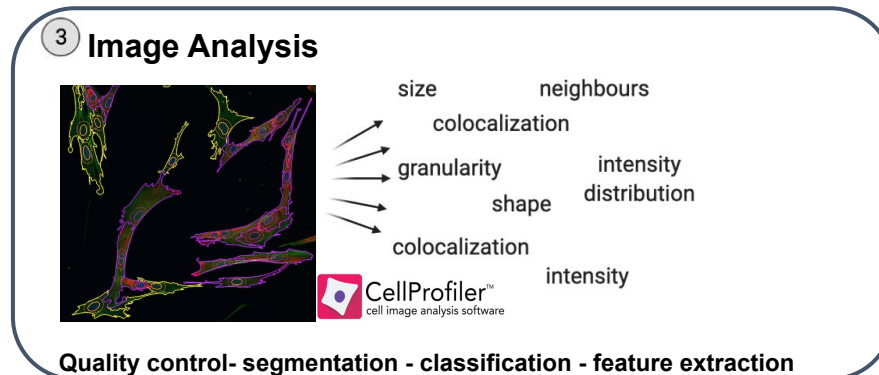 3 Image Analysis
size neighbours
colocalization
granularity
intensity
distribution
shape
colocalization
intensity
CellProfiler™
cell image analysis software
Quality control- segmentation - classification - feature extraction